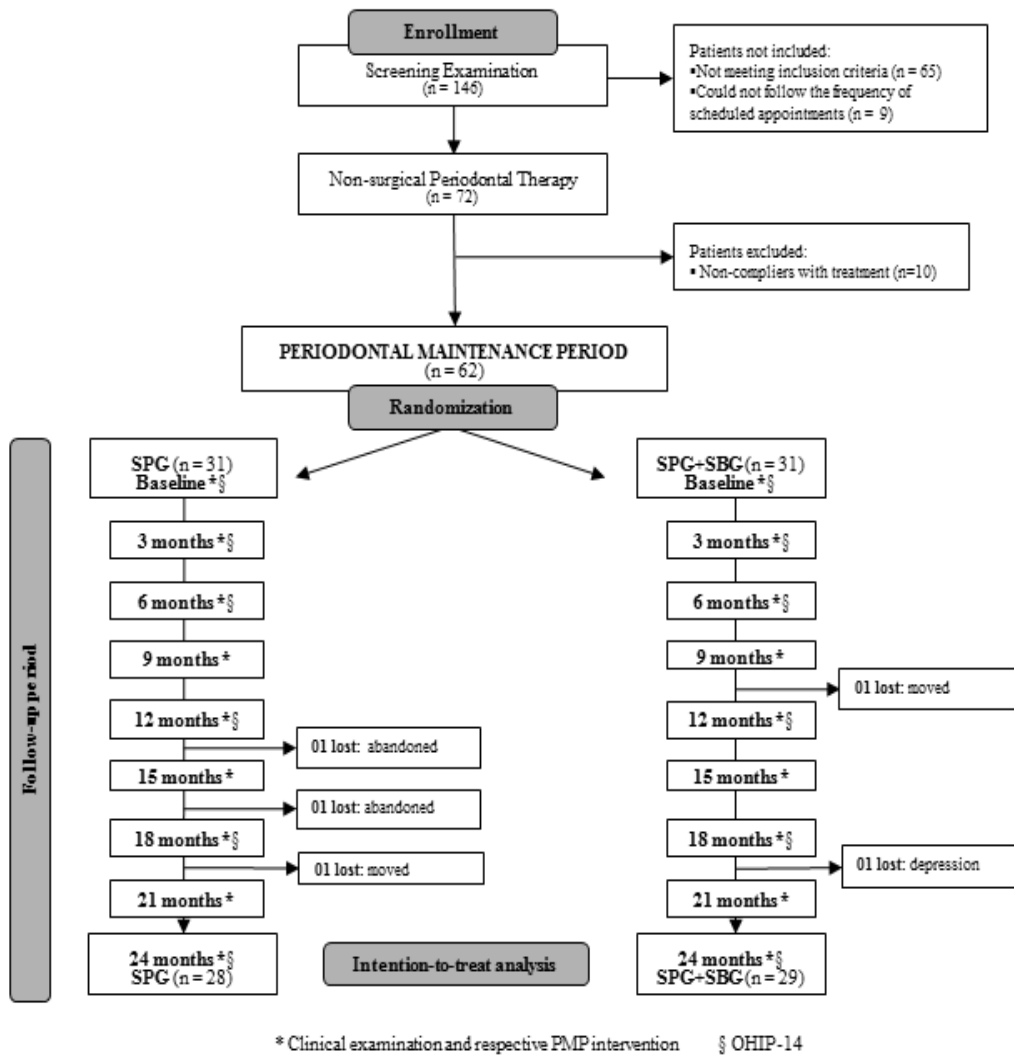 Enrollment
Screening Examination
(n = 146)
Patients not included:
▪Not meeting inclusion criteria (n = 65)
▪Could not follow the frequency of
scheduled appointments (n = 9)
Non-surgical Periodontal Therapy
(n = 72)
Patients excluded:
▪ Non-compliers with treatment (n=10)
PERIODONTAL MAINTENANCE PERIOD
(n = 62)
Randomization
Follow-up period
SPG (n = 31)
Baseline *§
3 months *§
6 months *§
9 months *
12 months *§
01 lost: abandoned
15 months *
01 lost: abandoned
18 months *§
01 lost: moved
21 months *
24 months *§
SPG (n = 28)
SPG+SBG (n = 31)
Baseline *§
3 months *§
6 months *§
9 months *
01 lost: moved
12 months *§
15 months *
18 months *§
01 lost: depression
21 months *
24 months *§
SPG+SBG (n = 29)
Intention-to-treat analysis
* Clinical examination and respective PMP intervention § OHIP-14